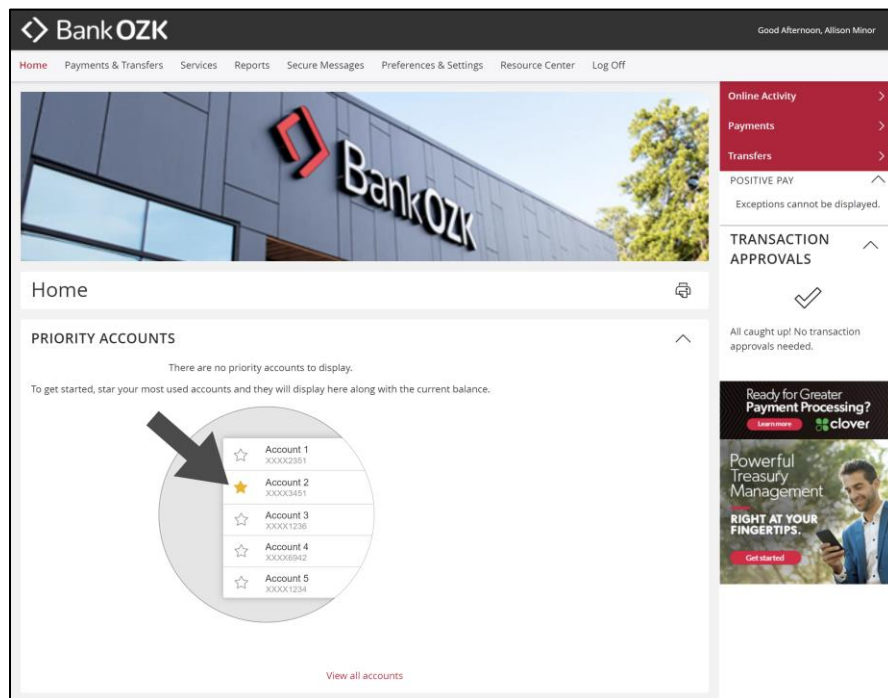 Bank OZK
Good Afternoon, Allison Minor
Home Payments & Transfers Services Reports Secure Messages Preferences & Settings Resource Center Log Off
BankOZK
Online Activity
Payments
Transfers
POSITIVE PAY
Exceptions cannot be displayed.
TRANSACTION
APPROVALS
All caught up! No transaction
approvals needed.
Home
PRIORITY ACCOUNTS
There are no priority accounts to display.
To get started, star your most used accounts and they will display here along with the current balance.
Account 1
XXXX2351
Account 2
XXXX3451
Account 3
XXXX1236
Account 4
XXXX6942
Account 5
XXXX1234
View all accounts
Ready for Greater
Payment Processing?
Learn more
clover
Powerful
Treasury
Management
RIGHT AT YOUR
FINGERTIPS.
Get started